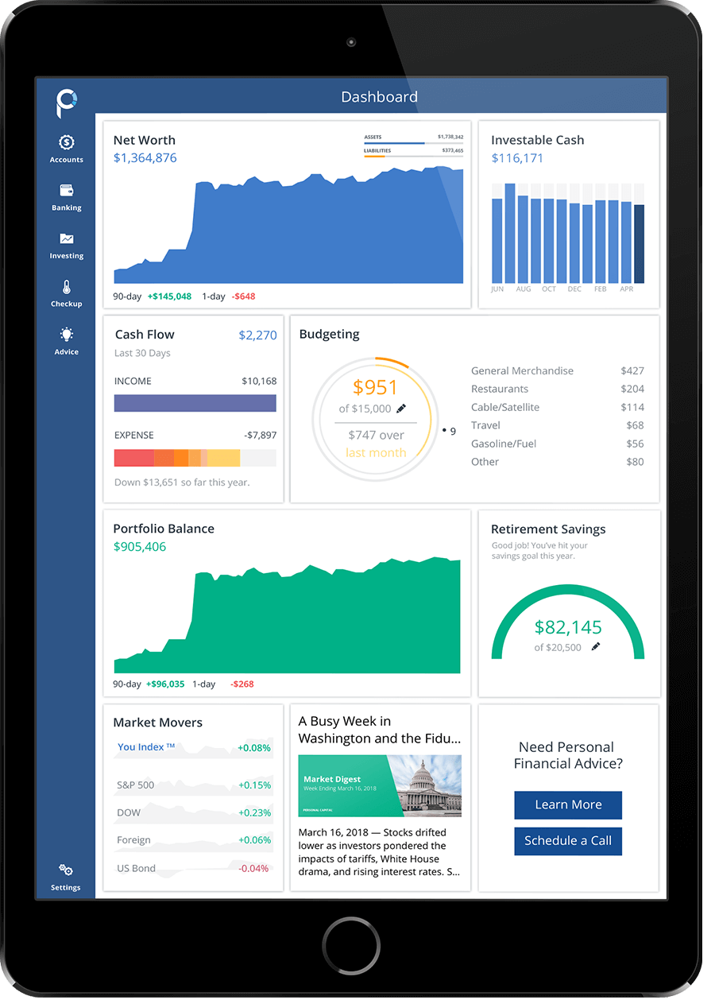 Dashboard
Accounts
Banking
Investing
Checkup
Advice
Settings
Net Worth
$1,364,876
ASSETS $1,738,342
LIABILITIES $373,465
90-day +$145,048 1-day -$648
Investable Cash
$116,171
JUN AUG OCT DEC FEB APR
Cash Flow $2,270
Last 30 Days
INCOME $10,168
EXPENSE -$7,897
Down $13,651 so far this year.
Budgeting
$951
of $15,000
$747 over
last month
• 9
General Merchandise $427
Restaurants $204
Cable/Satellite $114
Travel $68
Gasoline/Fuel $56
Other $80
Portfolio Balance
$905,406
90-day +$96,035 1-day -$268
Retirement Savings
Good job! You've hit your
savings goal this year.
$82,145
of $20,500
Market Movers
You Index ™ +0.08%
S&P 500 +0.15%
DOW +0.23%
Foreign +0.06%
US Bond -0.04%
A Busy Week in
Washington and the Fidu...
Market Digest
Week Ending March 16, 2018
PERSONAL CAPITAL
March 16, 2018 — Stocks drifted
lower as investors pondered the
impacts of tariffs, White House
drama, and rising interest rates. S...
Need Personal
Financial Advice?
Learn More
Schedule a Call